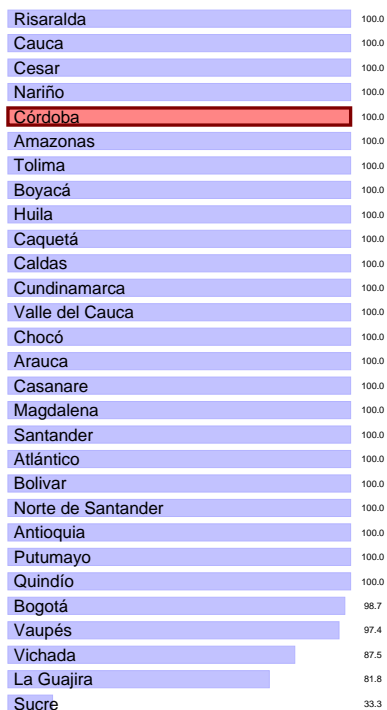 Risaralda 100.0
Cauca 100.0
Cesar 100.0
Nariño 100.0
Córdoba 100.0
Amazonas 100.0
Tolima 100.0
Boyacá 100.0
Huila 100.0
Caquetá 100.0
Caldas 100.0
Cundinamarca 100.0
Valle del Cauca 100.0
Chocó 100.0
Arauca 100.0
Casanare 100.0
Magdalena 100.0
Santander 100.0
Atlántico 100.0
Bolivar 100.0
Norte de Santander 100.0
Antioquia 100.0
Putumayo 100.0
Quindío 100.0
Bogotá 98.7
Vaupés 97.4
Vichada 87.5
La Guajira 81.8
Sucre 33.3